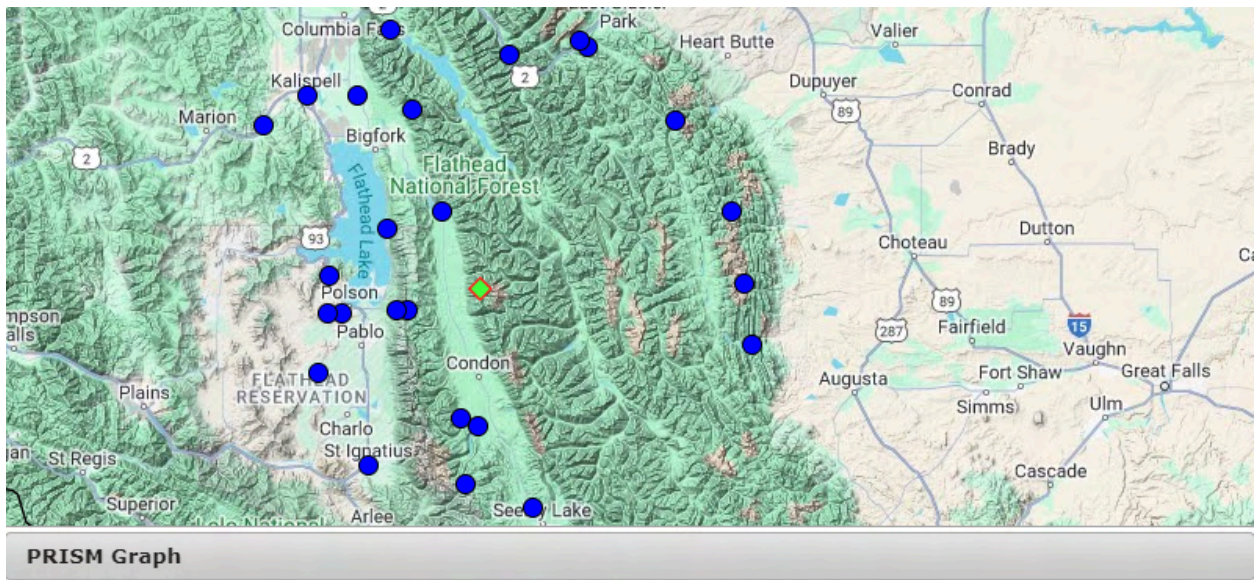 2
Columbia Falls
Park
Heart Butte
Valier
2
Kalispell
Dupuyer
Conrad
89
Marion
Bigfork
Brady
2
Flathead
National Forest
Flathead Lake
93
Dutton
Choteau
Polson
89
Pablo
287
Fairfield
15
Vaughn
Condon
Great Falls
Augusta
Fort Shaw
Plains
FLATHEAD
RESERVATION
Simms
Ulm
Charlo
St Ignatius
St Regis
Cascade
Superior
Seeley Lake
Arlee
PRISM Graph